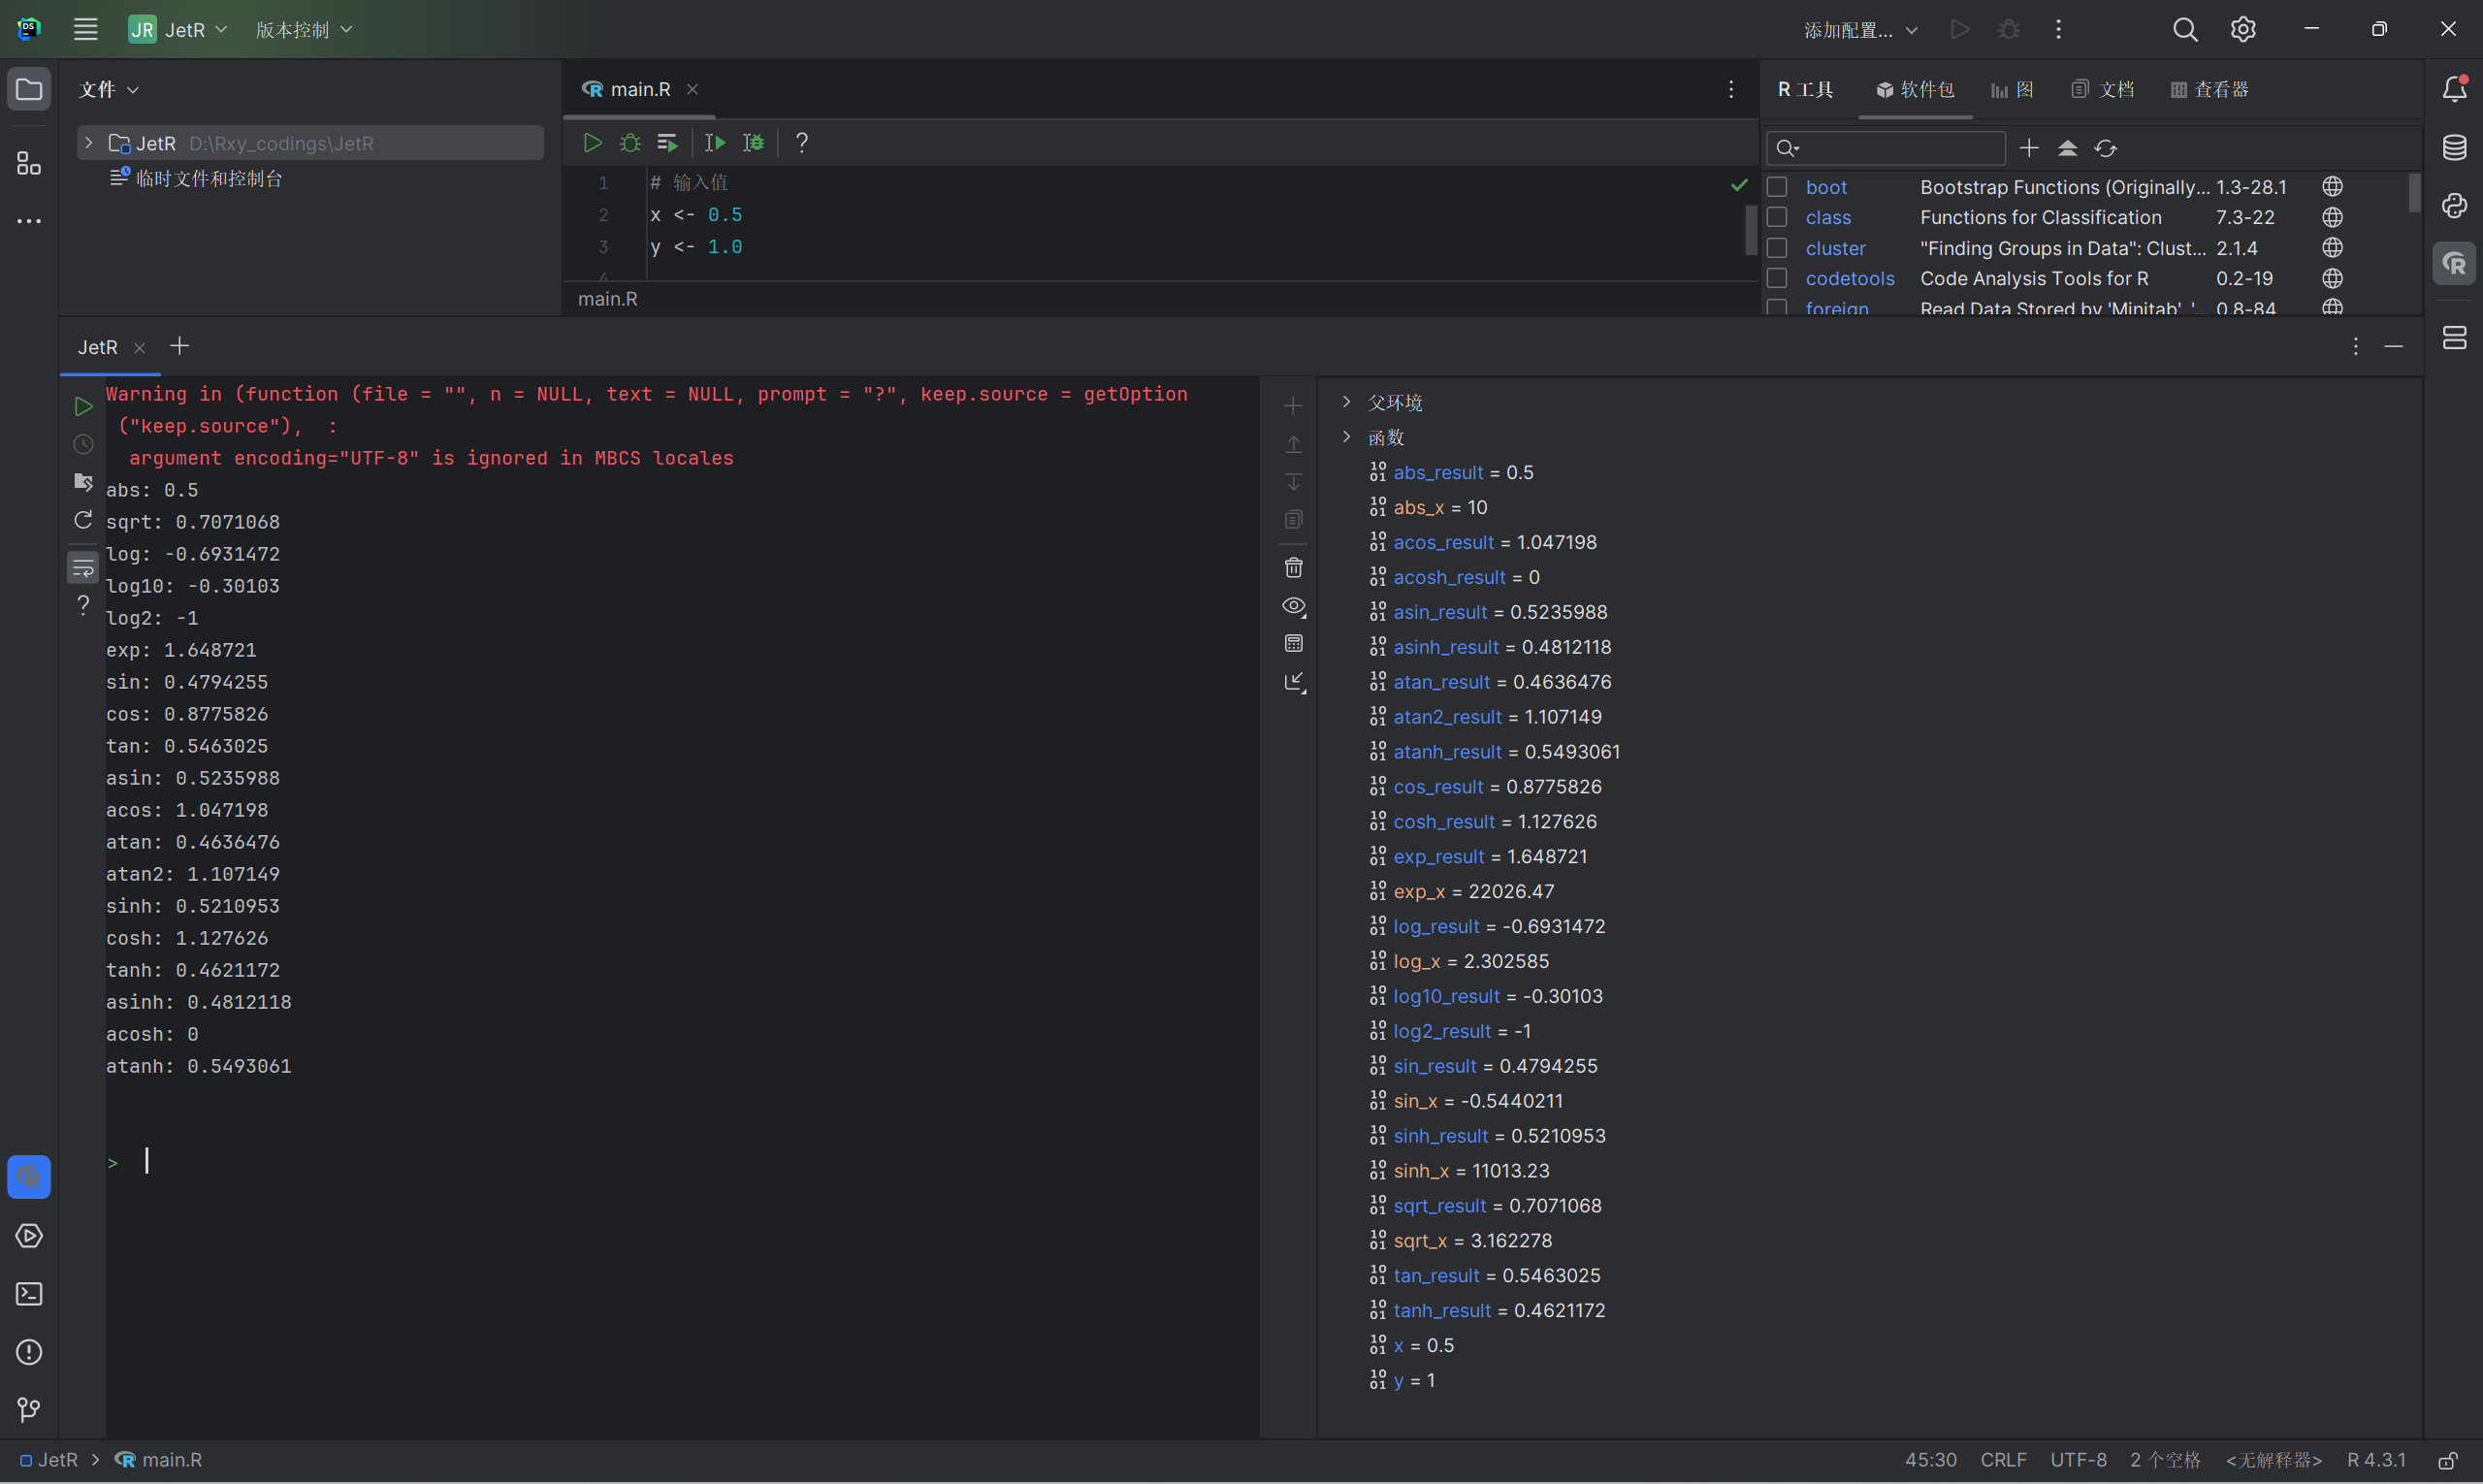 JR JetR 版本控制 添加配置...
文件
JetR D:\Rxy_codings\JetR
临时文件和控制台
main.R
1 # 输入值
2 x <- 0.5
3 y <- 1.0
4
main.R
R 工具 软件包 图 文档 查看器
boot Bootstrap Functions (Originally... 1.3-28.1
class Functions for Classification 7.3-22
cluster "Finding Groups in Data": Clust... 2.1.4
codetools Code Analysis Tools for R 0.2-19
foreign Read Data Stored by 'Minitab', '... 0.8-84
JetR
Warning in (function (file = "", n = NULL, text = NULL, prompt = "?", keep.source = getOption
("keep.source"),  :
argument encoding="UTF-8" is ignored in MBCS locales
abs: 0.5
sqrt: 0.7071068
log: -0.6931472
log10: -0.30103
log2: -1
exp: 1.648721
sin: 0.4794255
cos: 0.8775826
tan: 0.5463025
asin: 0.5235988
acos: 1.047198
atan: 0.4636476
atan2: 1.107149
sinh: 0.5210953
cosh: 1.127626
tanh: 0.4621172
asinh: 0.4812118
acosh: 0
atanh: 0.5493061
>
父环境
函数
abs_result = 0.5
abs_x = 10
acos_result = 1.047198
acosh_result = 0
asin_result = 0.5235988
asinh_result = 0.4812118
atan_result = 0.4636476
atan2_result = 1.107149
atanh_result = 0.5493061
cos_result = 0.8775826
cosh_result = 1.127626
exp_result = 1.648721
exp_x = 22026.47
log_result = -0.6931472
log_x = 2.302585
log10_result = -0.30103
log2_result = -1
sin_result = 0.4794255
sin_x = -0.5440211
sinh_result = 0.5210953
sinh_x = 11013.23
sqrt_result = 0.7071068
sqrt_x = 3.162278
tan_result = 0.5463025
tanh_result = 0.4621172
x = 0.5
y = 1
JetR > main.R
45:30 CRLF UTF-8 2 个空格 <无解释器> R 4.3.1